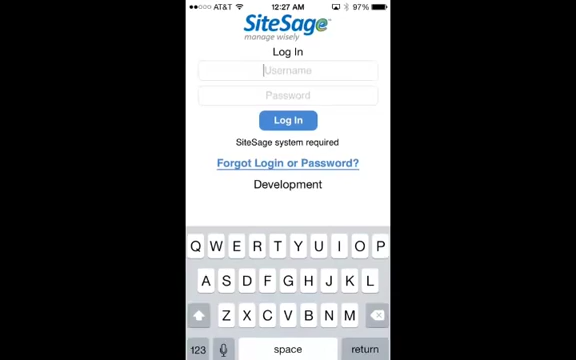 AT&T 12:27 AM 97%
SiteSage™
manage wisely
Log In
Username
Password
Log In
SiteSage system required
Forgot Login or Password?
Development
Q W E R T Y U I O P
A S D F G H J K L
Z X C V B N M
123 space return